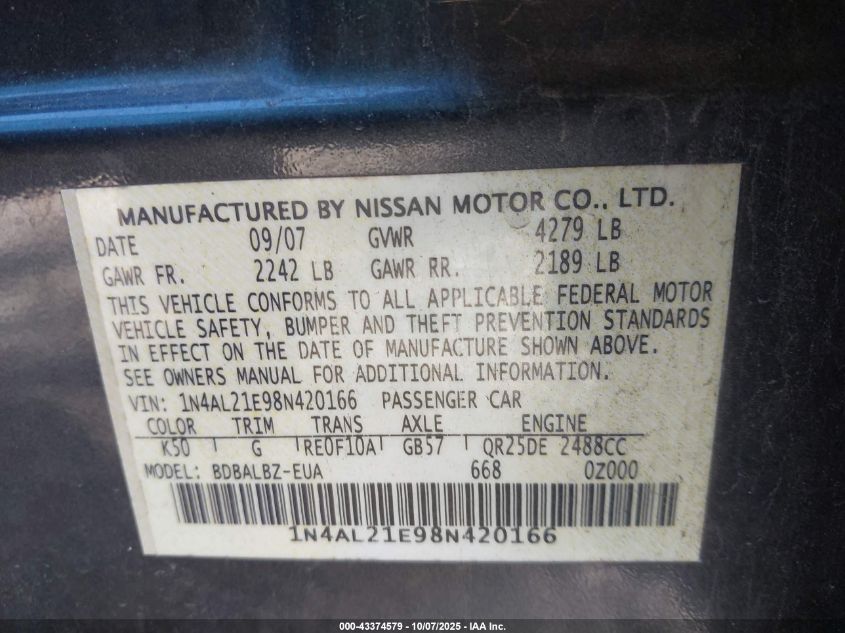 MANUFACTURED BY NISSAN MOTOR CO., LTD.
DATE 09/07 GVWR 4279 LB
GAWR FR. 2242 LB GAWR RR. 2189 LB
THIS VEHICLE CONFORMS TO ALL APPLICABLE FEDERAL MOTOR
VEHICLE SAFETY, BUMPER AND THEFT PREVENTION STANDARDS
IN EFFECT ON THE DATE OF MANUFACTURE SHOWN ABOVE.
SEE OWNERS MANUAL FOR ADDITIONAL INFORMATION.
VIN: 1N4AL21E98N420166 PASSENGER CAR
COLOR TRIM TRANS AXLE ENGINE
K50 G RE0F10A GB57 QR25DE 2488CC
MODEL: BDBALBZ-EUA 668 0Z000
1N4AL21E98N420166
000-43374579 - 10/07/2025 - IAA Inc.